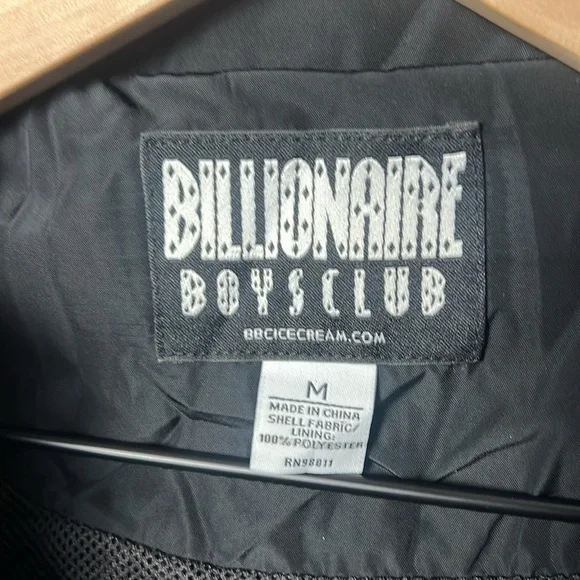 BILLIONAIRE
BOYS CLUB
BBCICECREAM.COM
M
MADE IN CHINA
SHELL FABRIC/
LINING:
100% POLYESTER
RN98811